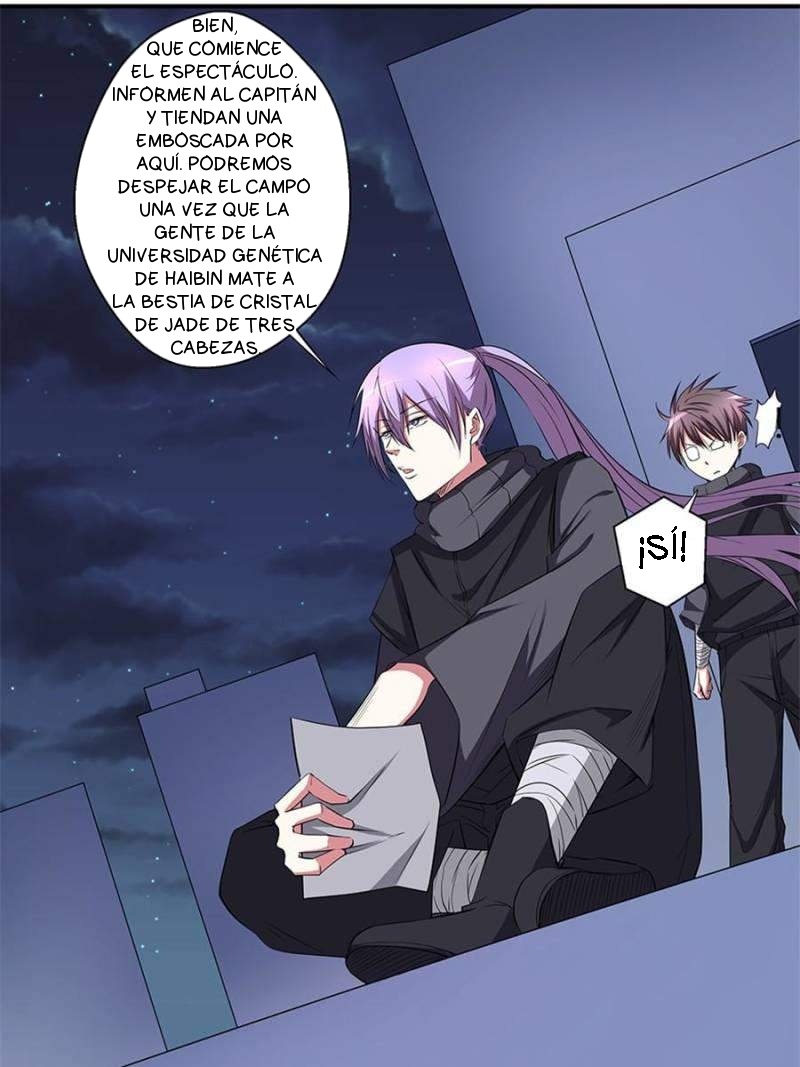 BIEN,
QUE COMIENCE
EL ESPECTÁCULO.
INFORMEN AL CAPITÁN
Y TIENDAN UNA
EMBOSCADA POR
AQUÍ. PODREMOS
DESPEJAR EL CAMPO
UNA VEZ QUE LA
GENTE DE LA
UNIVERSIDAD GENÉTICA
DE HAIBIN MATE A
LA BESTIA DE CRISTAL
DE JADE DE TRES
CABEZAS.
¡SÍ!